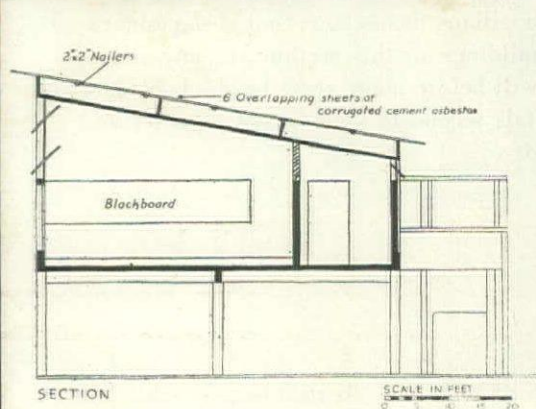 2"x2" Nailers
6 Overlapping sheets of
corrugated cement asbestos
Blackboard
SECTION
SCALE IN FEET
0 5 10 15 20